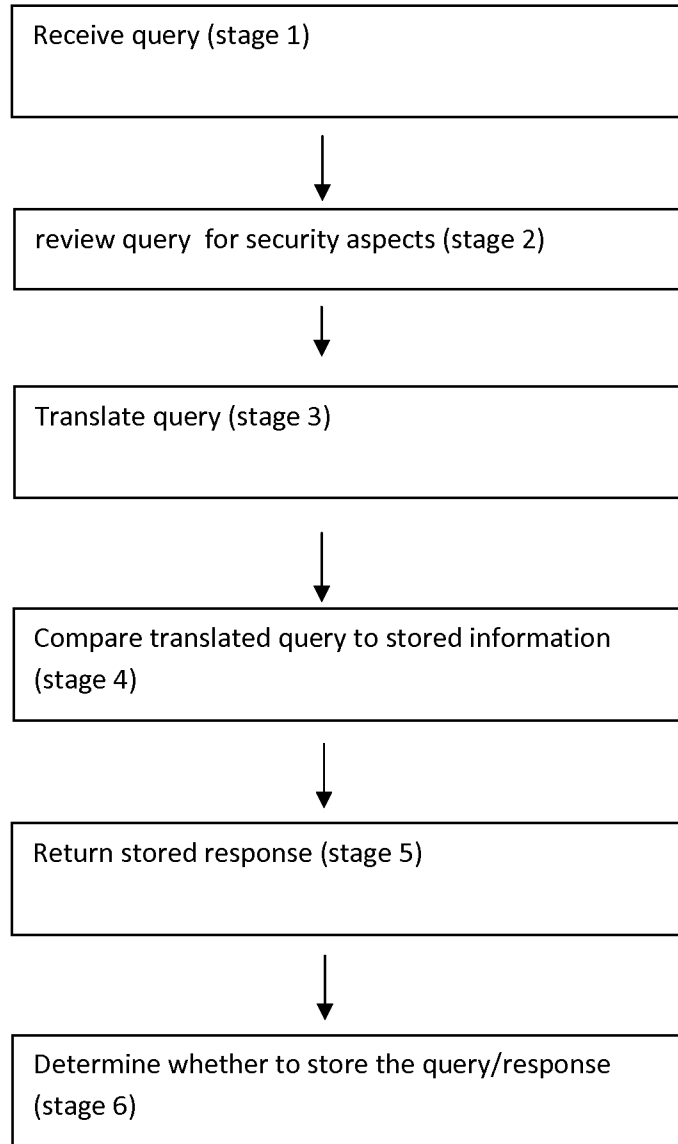 Receive query (stage 1)
review query  for security aspects (stage 2)
Translate query (stage 3)
Compare translated query to stored information
(stage 4)
Return stored response (stage 5)
Determine whether to store the query/response
(stage 6)